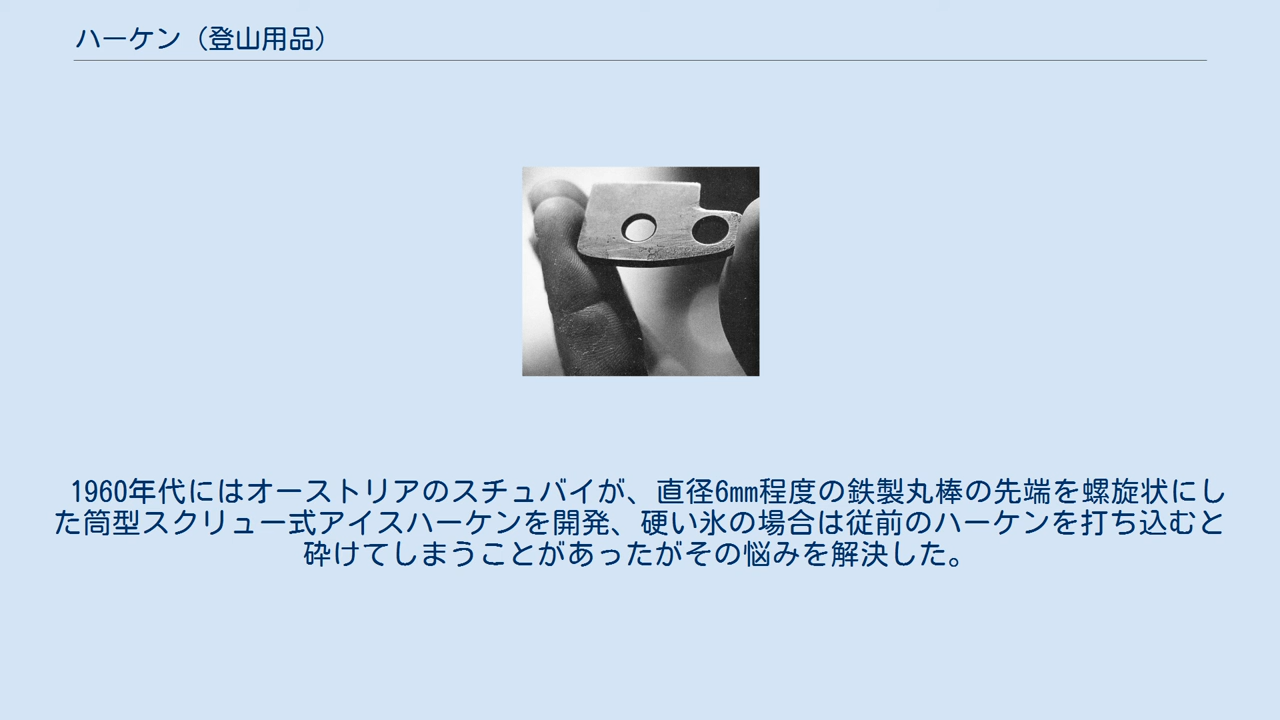 ハーケン（登山用品）
1960年代にはオーストリアのスチュバイが、直径6mm程度の鉄製丸棒の先端を螺旋状にし
た筒型スクリュー式アイスハーケンを開発、硬い氷の場合は従前のハーケンを打ち込むと
砕けてしまうことがあったがその悩みを解決した。